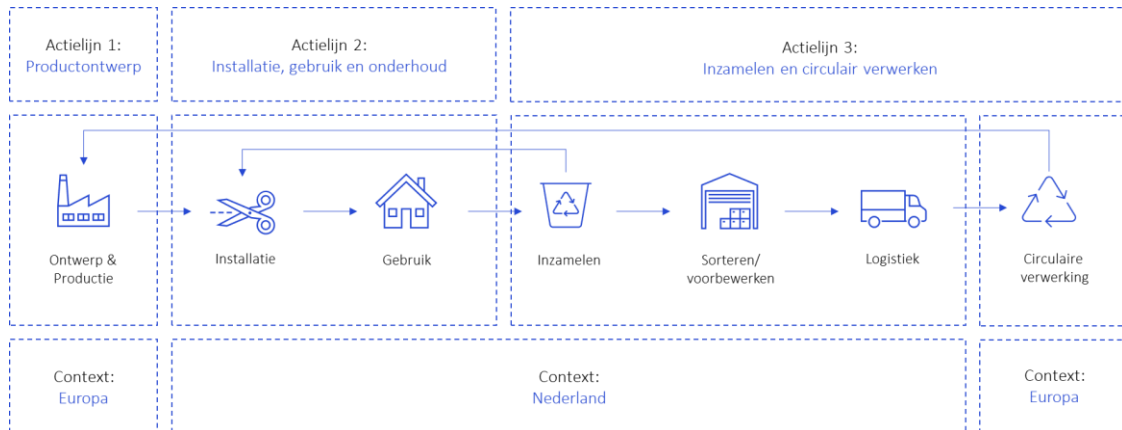 Actielijn 1:
Productontwerp
Actielijn 2:
Installatie, gebruik en onderhoud
Actielijn 3:
Inzamelen en circulair verwerken
Ontwerp &
Productie
Installatie
Gebruik
Inzamelen
Sorteren/
voorbewerken
Logistiek
Circulaire
verwerking
Context:
Europa
Context:
Nederland
Context:
Europa